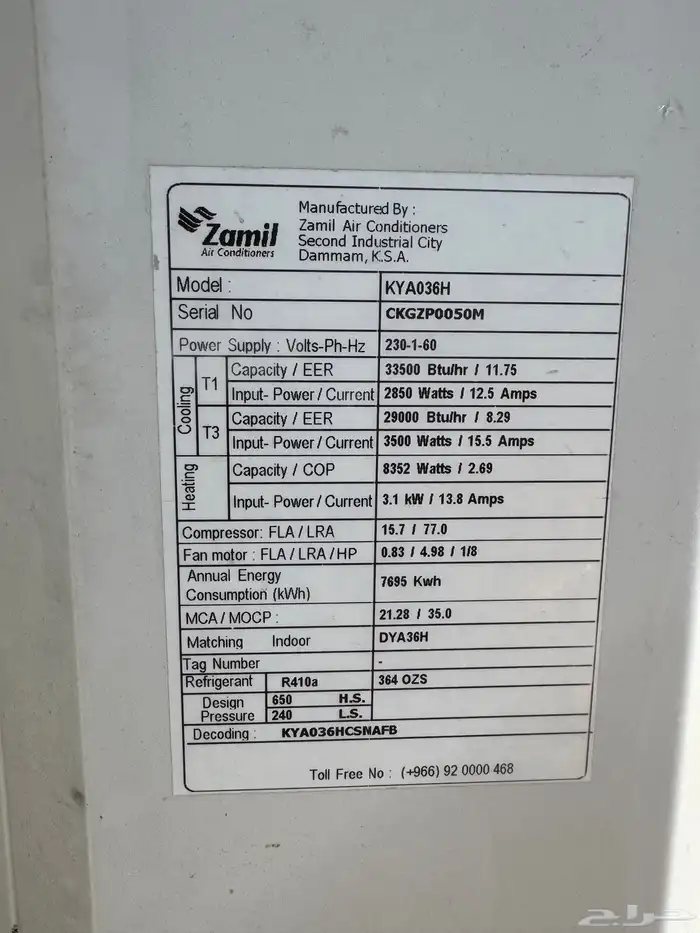 Zamil
Air Conditioners
Manufactured By :
Zamil Air Conditioners
Second Industrial City
Dammam, K.S.A.
Model : KYA036H
Serial No CKGZP0050M
Power Supply : Volts-Ph-Hz 230-1-60
Cooling
T1
Capacity / EER 33500 Btu/hr / 11.75
Input- Power / Current 2850 Watts / 12.5 Amps
T3
Capacity / EER 29000 Btu/hr / 8.29
Input- Power / Current 3500 Watts / 15.5 Amps
Heating
Capacity / COP 8352 Watts / 2.69
Input- Power / Current 3.1 kW / 13.8 Amps
Compressor: FLA / LRA 15.7 / 77.0
Fan motor : FLA / LRA / HP 0.83 / 4.98 / 1/8
Annual Energy
Consumption (kWh) 7695 Kwh
MCA / MOCP : 21.28 / 35.0
Matching Indoor DYA36H
Tag Number -
Refrigerant R410a 364 OZS
Design
Pressure
650 H.S.
240 L.S.
Decoding : KYA036HCSNAFB
Toll Free No : (+966) 92 0000 468
حراج